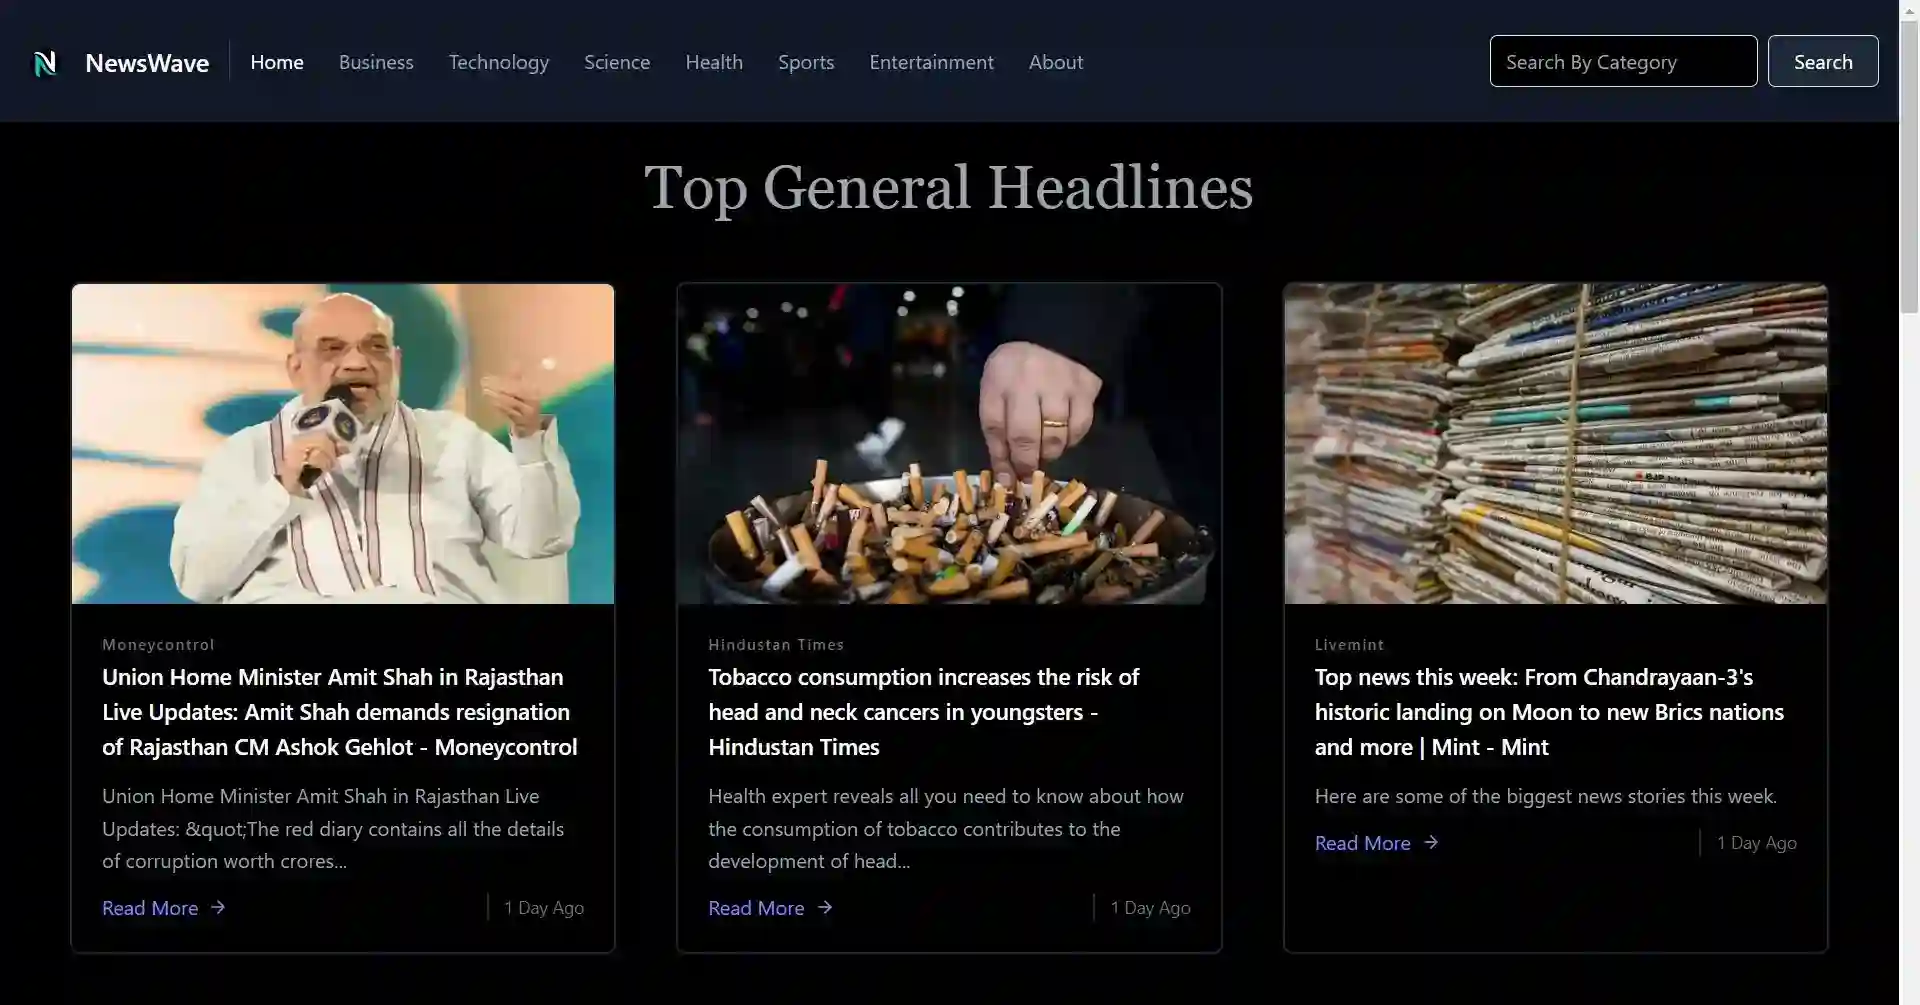 NewsWave
Home Business Technology Science Health Sports Entertainment About
Search By Category Search
Top General Headlines
Moneycontrol
Union Home Minister Amit Shah in Rajasthan
Live Updates: Amit Shah demands resignation
of Rajasthan CM Ashok Gehlot - Moneycontrol
Union Home Minister Amit Shah in Rajasthan Live
Updates: &quot;The red diary contains all the details
of corruption worth crores...
Read More → 1 Day Ago
Hindustan Times
Tobacco consumption increases the risk of
head and neck cancers in youngsters -
Hindustan Times
Health expert reveals all you need to know about how
the consumption of tobacco contributes to the
development of head...
Read More → 1 Day Ago
Livemint
Top news this week: From Chandrayaan-3's
historic landing on Moon to new Brics nations
and more | Mint - Mint
Here are some of the biggest news stories this week.
Read More → 1 Day Ago